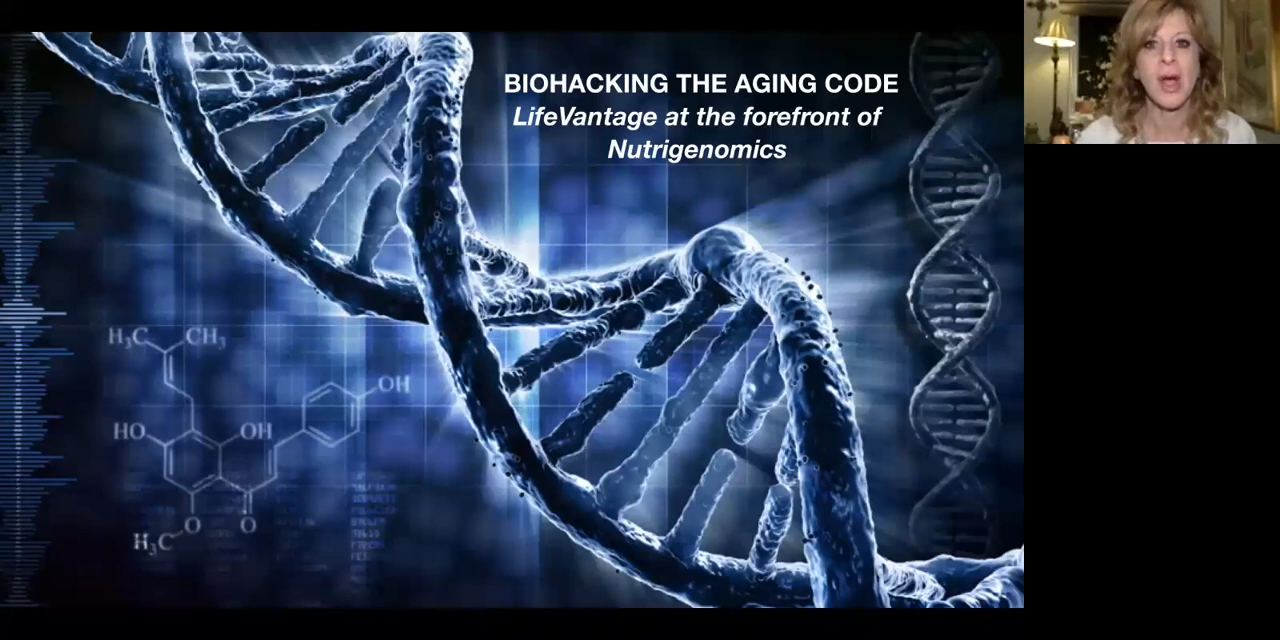 BIOHACKING THE AGING CODE
LifeVantage at the forefront of
Nutrigenomics
H₃C
CH₃
OH
HO
OH
O
O
H₃C